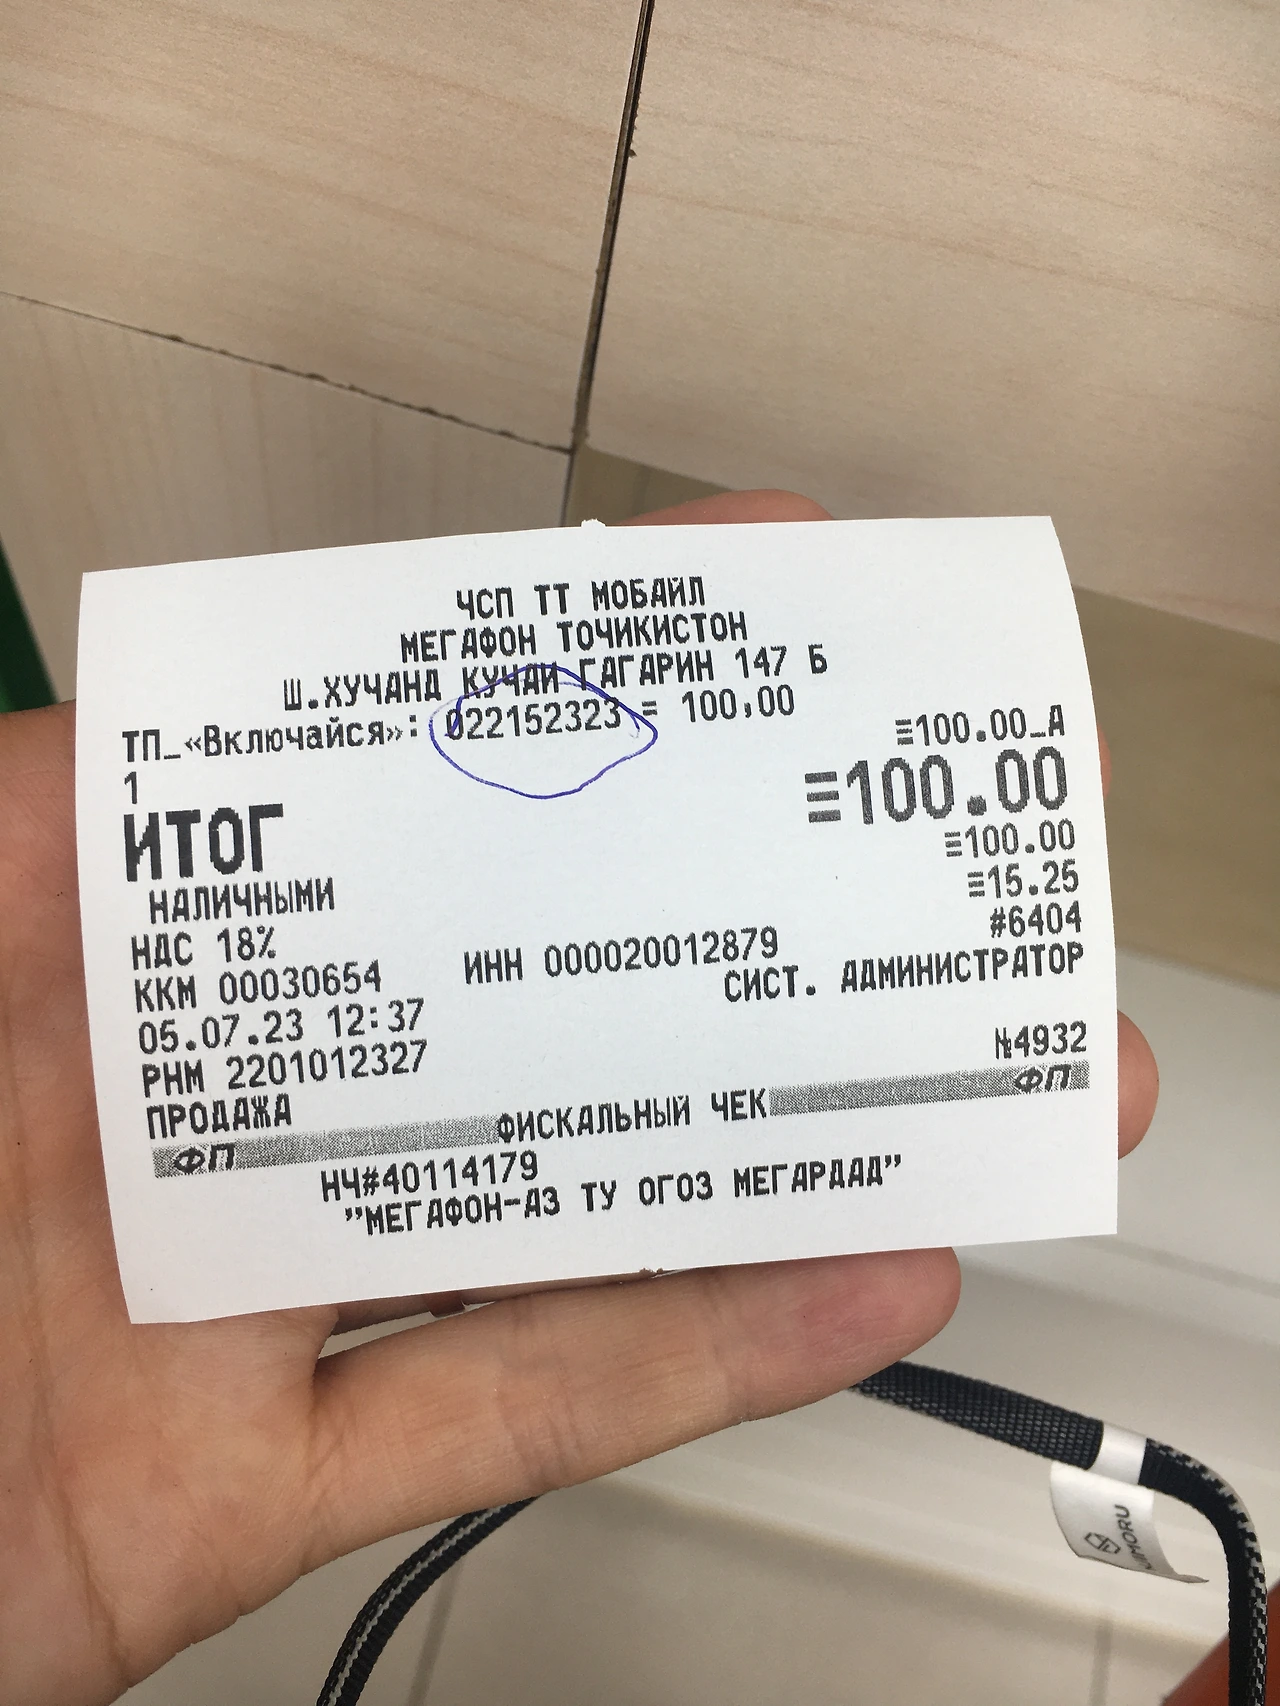 ЧСП ТТ МОБАЙЛ
МЕГАФОН ТОЧИКИСТОН
Ш.ХУЧАНД КУЧАИ ГАГАРИН 147 Б
ТП_«Включайся»: 022152323 = 100,00
1 ≡100.00_А
ИТОГ ≡100.00
НАЛИЧНЫМИ ≡100.00
НДС 18% ≡15.25
ККМ 00030654 ИНН 000020012879 #6404
05.07.23 12:37 СИСТ. АДМИНИСТРАТОР
РНМ 2201012327
ПРОДАЖА №4932
ФП ФИСКАЛЬНЫЙ ЧЕК ФП
НЧ#40114179
"МЕГАФОН-АЗ ТУ ОГОЗ МЕГАРДАД"